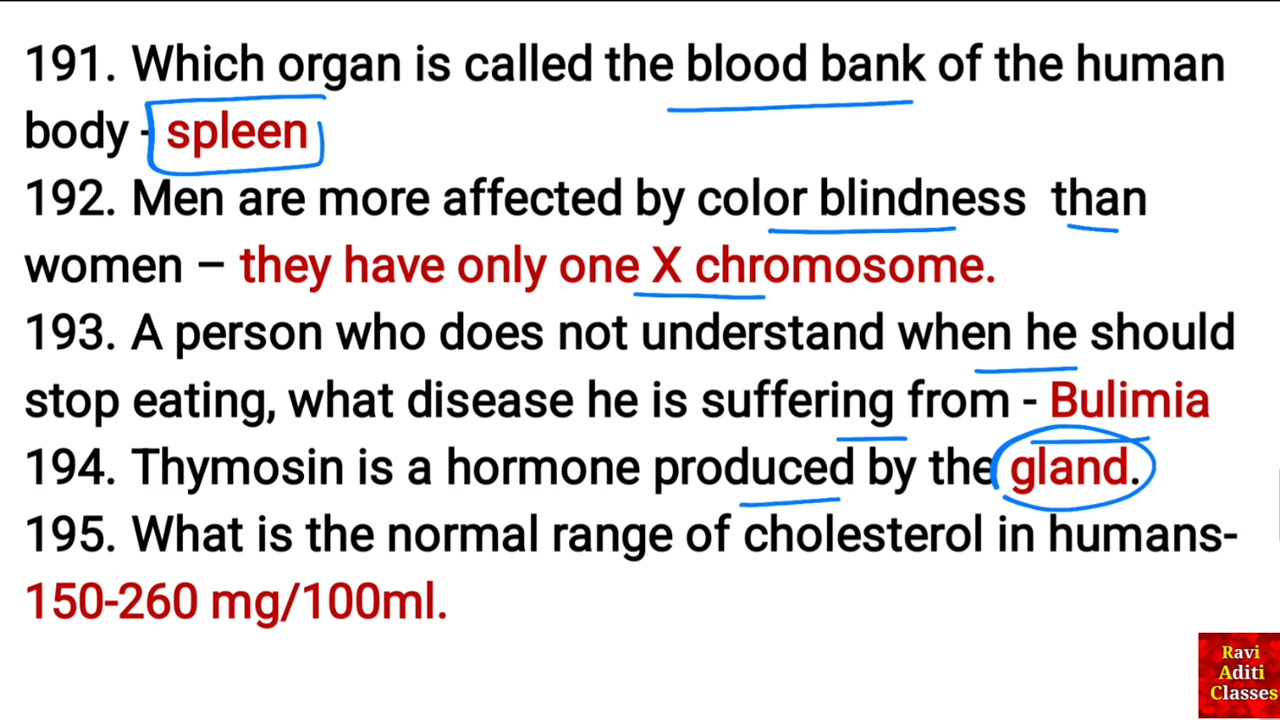 191. Which organ is called the blood bank of the human
body - spleen
192. Men are more affected by color blindness than
women – they have only one X chromosome.
193. A person who does not understand when he should
stop eating, what disease he is suffering from - Bulimia
194. Thymosin is a hormone produced by the gland.
195. What is the normal range of cholesterol in humans-
150-260 mg/100ml.
Ravi
Aditi
Classes